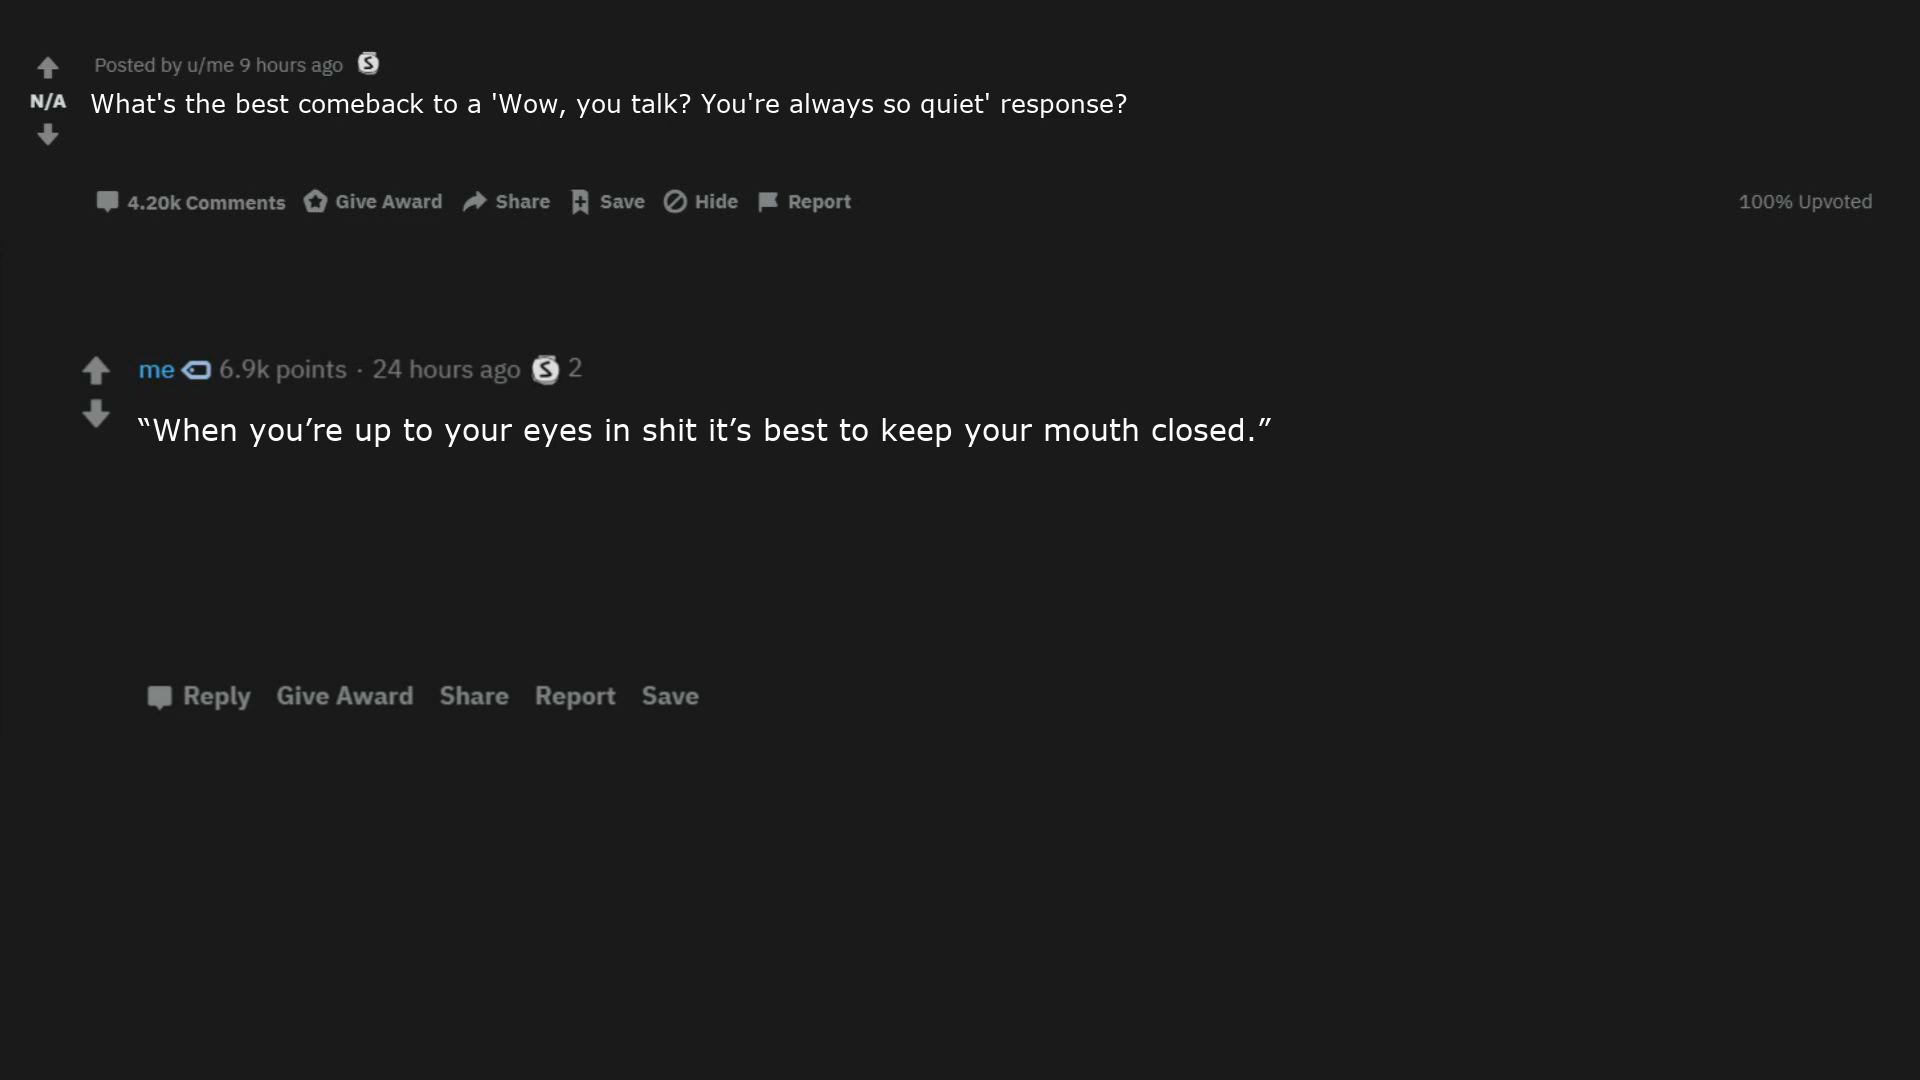 Posted by u/me 9 hours ago
N/A What's the best comeback to a 'Wow, you talk? You're always so quiet' response?
4.20k Comments Give Award Share Save Hide Report 100% Upvoted
me 6.9k points · 24 hours ago S 2
“When you’re up to your eyes in shit it’s best to keep your mouth closed.”
Reply Give Award Share Report Save